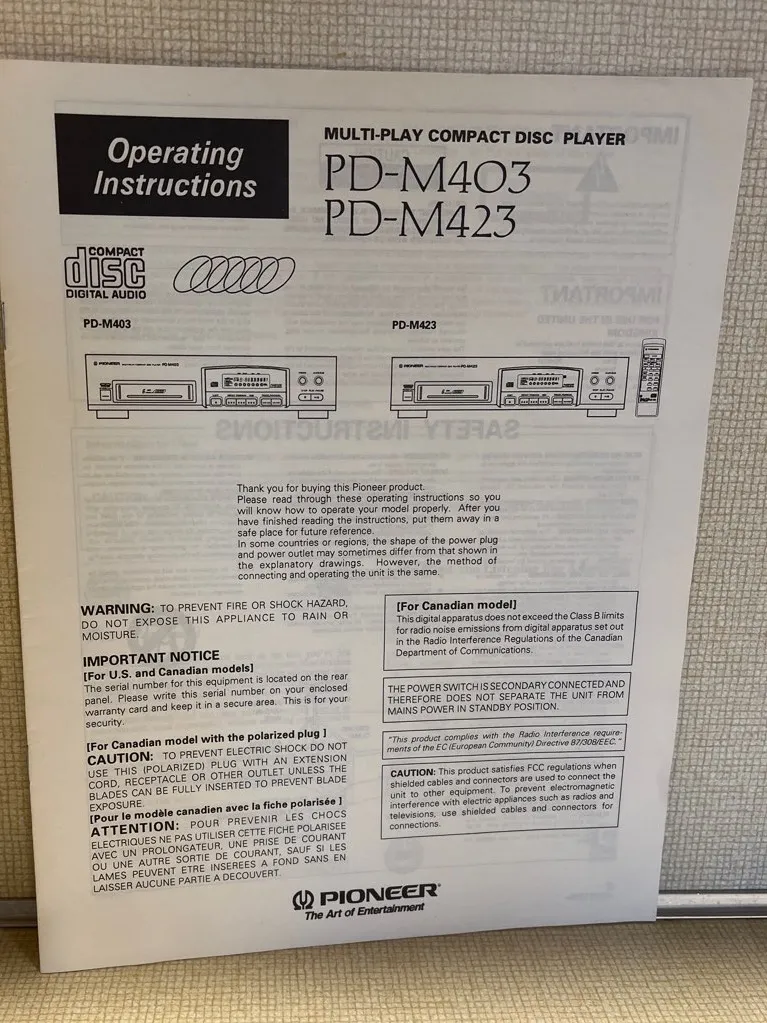 Operating
Instructions
MULTI-PLAY COMPACT DISC PLAYER
PD-M403
PD-M423
COMPACT
disc
DIGITAL AUDIO
PD-M403
PD-M423
PIONEER
PIONEER
Thank you for buying this Pioneer product.
Please read through these operating instructions so you
will know how to operate your model properly. After you
have finished reading the instructions, put them away in a
safe place for future reference.
In some countries or regions, the shape of the power plug
and power outlet may sometimes differ from that shown in
the explanatory drawings. However, the method of
connecting and operating the unit is the same.
WARNING: TO PREVENT FIRE OR SHOCK HAZARD,
DO NOT EXPOSE THIS APPLIANCE TO RAIN OR
MOISTURE.
IMPORTANT NOTICE
[For U.S. and Canadian models]
The serial number for this equipment is located on the rear
panel. Please write this serial number on your enclosed
warranty card and keep it in a secure area. This is for your
security.
[For Canadian model with the polarized plug ]
CAUTION: TO PREVENT ELECTRIC SHOCK DO NOT
USE THIS (POLARIZED) PLUG WITH AN EXTENSION
CORD, RECEPTACLE OR OTHER OUTLET UNLESS THE
BLADES CAN BE FULLY INSERTED TO PREVENT BLADE
EXPOSURE.
[Pour le modèle canadien avec la fiche polarisée ]
ATTENTION: POUR PREVENIR LES CHOCS
ELECTRIQUES NE PAS UTILISER CETTE FICHE POLARISEE
AVEC UN PROLONGATEUR, UNE PRISE DE COURANT
OU UNE AUTRE SORTIE DE COURANT, SAUF SI LES
LAMES PEUVENT ETRE INSEREES A FOND SANS EN
LAISSER AUCUNE PARTIE A DECOUVERT.
[For Canadian model]
This digital apparatus does not exceed the Class B limits
for radio noise emissions from digital apparatus set out
in the Radio Interference Regulations of the Canadian
Department of Communications.
THE POWER SWITCH IS SECONDARY CONNECTED AND
THEREFORE DOES NOT SEPARATE THE UNIT FROM
MAINS POWER IN STANDBY POSITION.
"This product complies with the Radio Interference require-
ments of the EC (European Community) Directive 87/308/EEC."
CAUTION: This product satisfies FCC regulations when
shielded cables and connectors are used to connect the
unit to other equipment. To prevent electromagnetic
interference with electric appliances such as radios and
televisions, use shielded cables and connectors for
connections.
PIONEER®
The Art of Entertainment